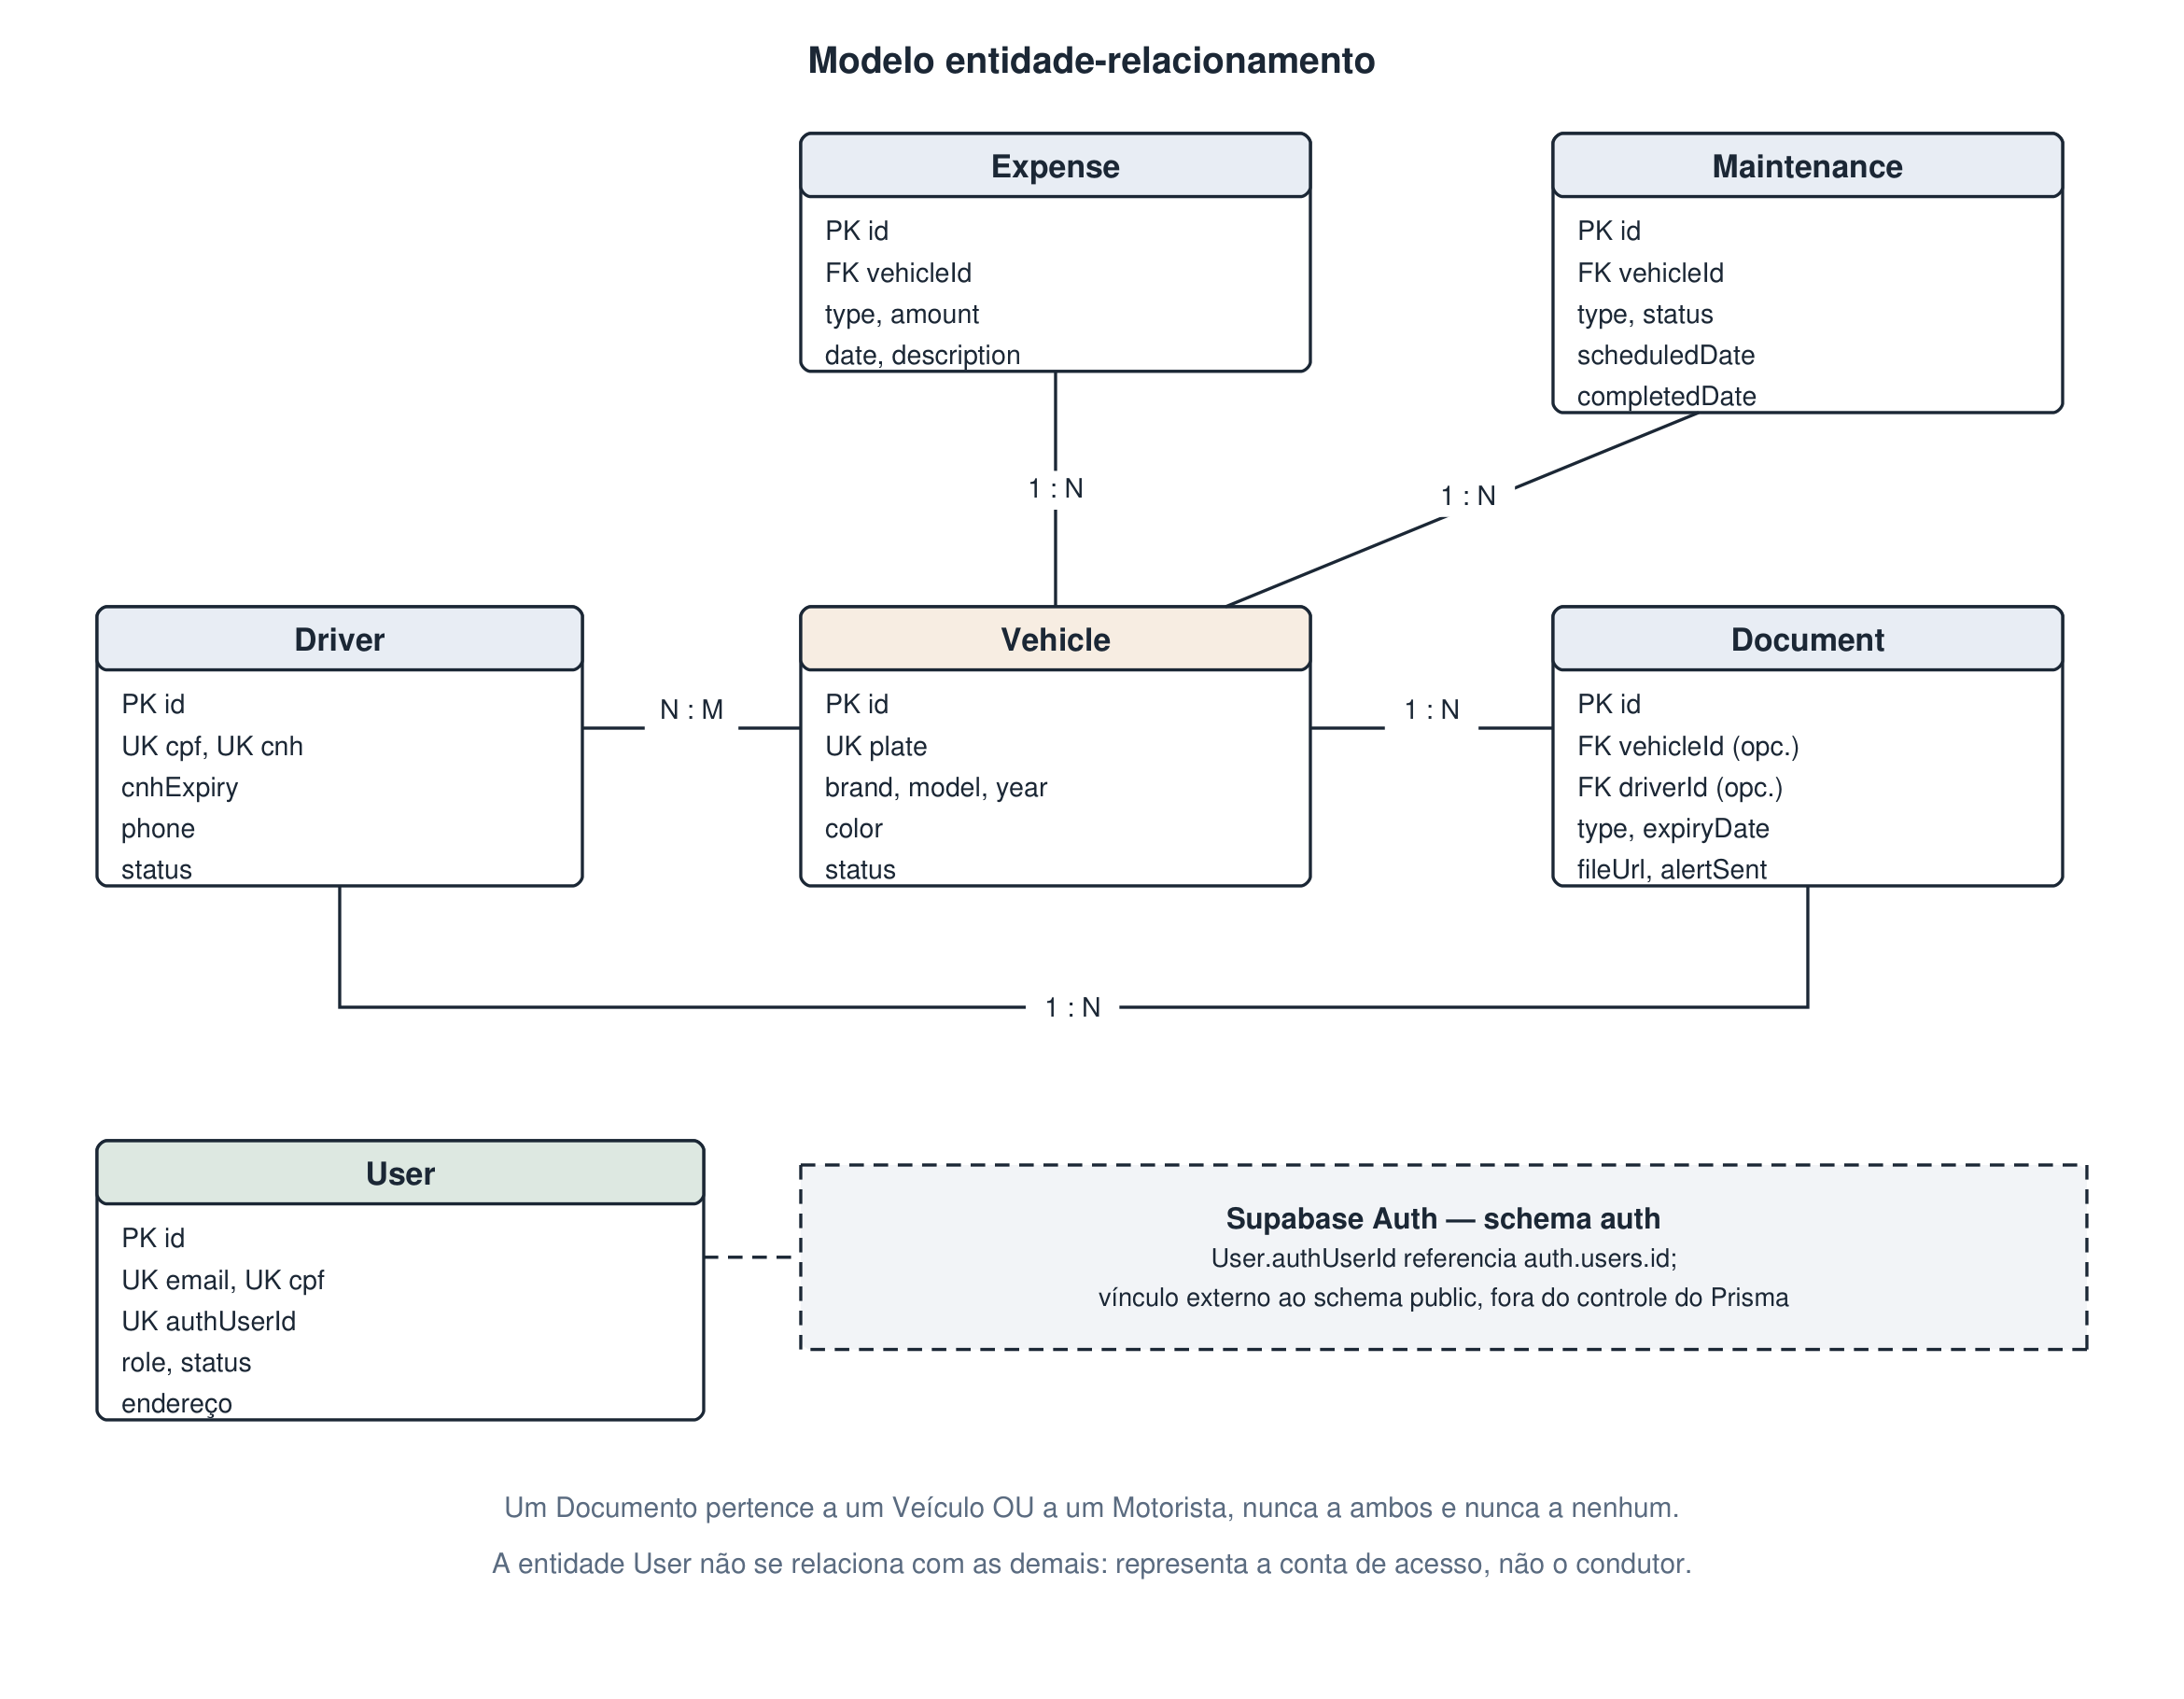 Modelo entidade-relacionamento
Expense
PK id
FK vehicleId
type, amount
date, description
Maintenance
PK id
FK vehicleId
type, status
scheduledDate
completedDate
1 : N
1 : N
Driver
PK id
UK cpf, UK cnh
cnhExpiry
phone
status
N : M
Vehicle
PK id
UK plate
brand, model, year
color
status
1 : N
Document
PK id
FK vehicleId (opc.)
FK driverId (opc.)
type, expiryDate
fileUrl, alertSent
1 : N
User
PK id
UK email, UK cpf
UK authUserId
role, status
endereço
Supabase Auth — schema auth
User.authUserId referencia auth.users.id;
vínculo externo ao schema public, fora do controle do Prisma
Um Documento pertence a um Veículo OU a um Motorista, nunca a ambos e nunca a nenhum.
A entidade User não se relaciona com as demais: representa a conta de acesso, não o condutor.